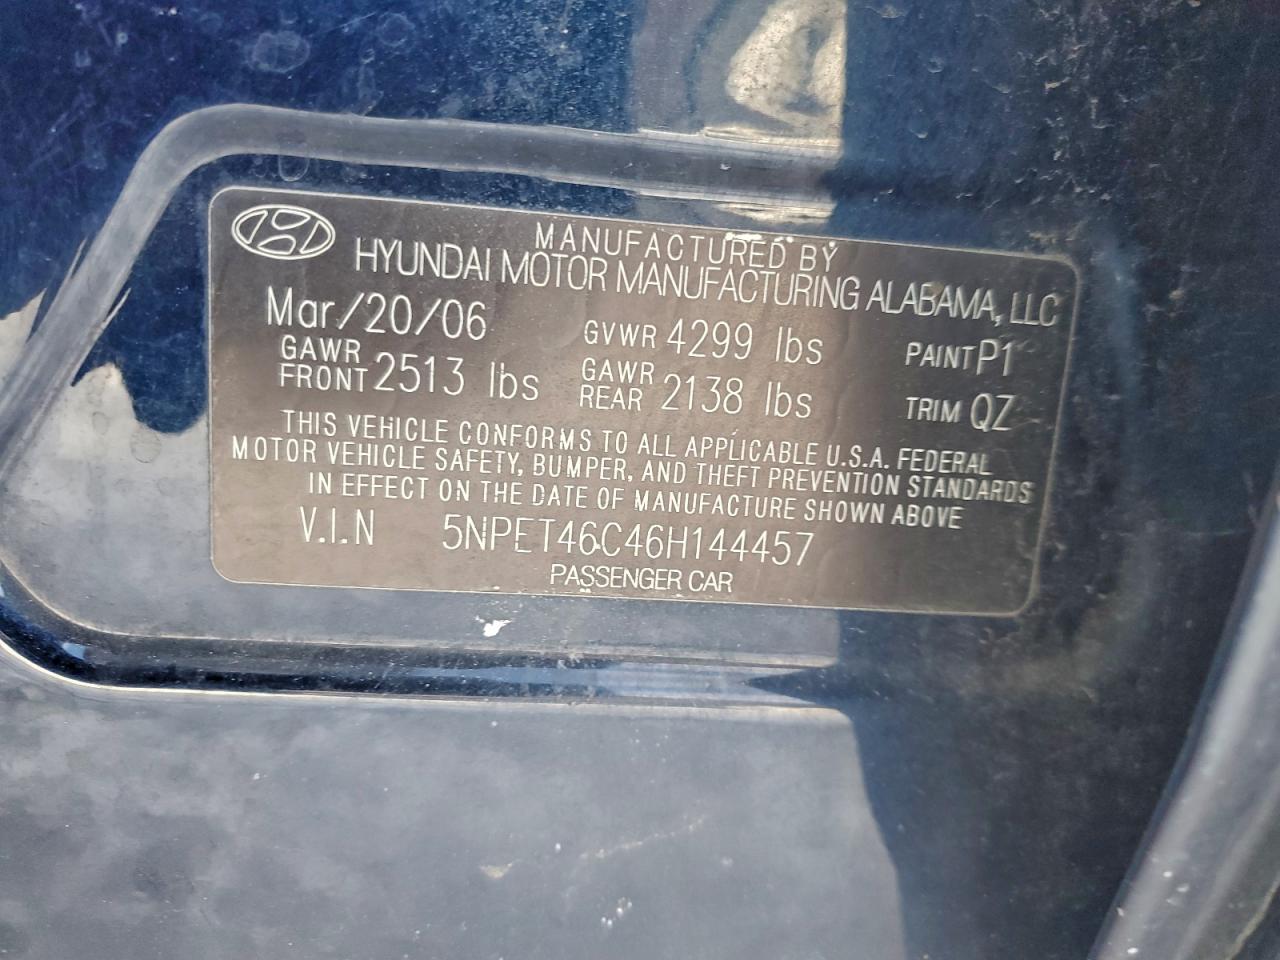 MANUFACTURED BY
HYUNDAI MOTOR MANUFACTURING ALABAMA, LLC
Mar/20/06 GVWR 4299 lbs PAINT P1
GAWR FRONT 2513 lbs GAWR REAR 2138 lbs TRIM QZ
THIS VEHICLE CONFORMS TO ALL APPLICABLE U.S.A. FEDERAL
MOTOR VEHICLE SAFETY, BUMPER, AND THEFT PREVENTION STANDARDS
IN EFFECT ON THE DATE OF MANUFACTURE SHOWN ABOVE
V.I.N 5NPET46C46H144457
PASSENGER CAR